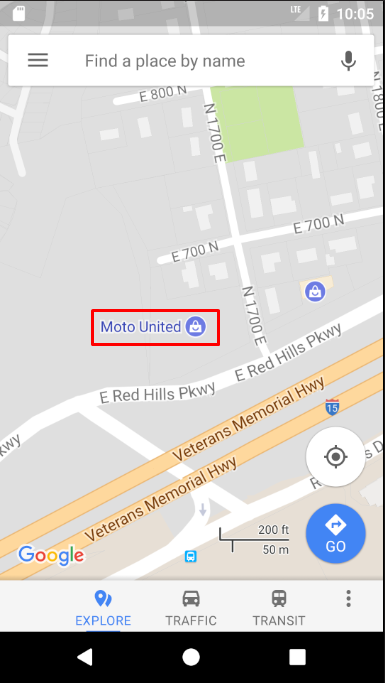 LTE 10:05
Find a place by name
E 800 N
N 1700 E
N 1800 E
E 700 N
E 700 N
N 1700 E
Moto United
E Red Hills Pkwy
E Red Hills Pkwy
15
Veterans Memorial Hwy
Veterans Memorial Hwy
200 ft
50 m
GO
Google
EXPLORE
TRAFFIC
TRANSIT